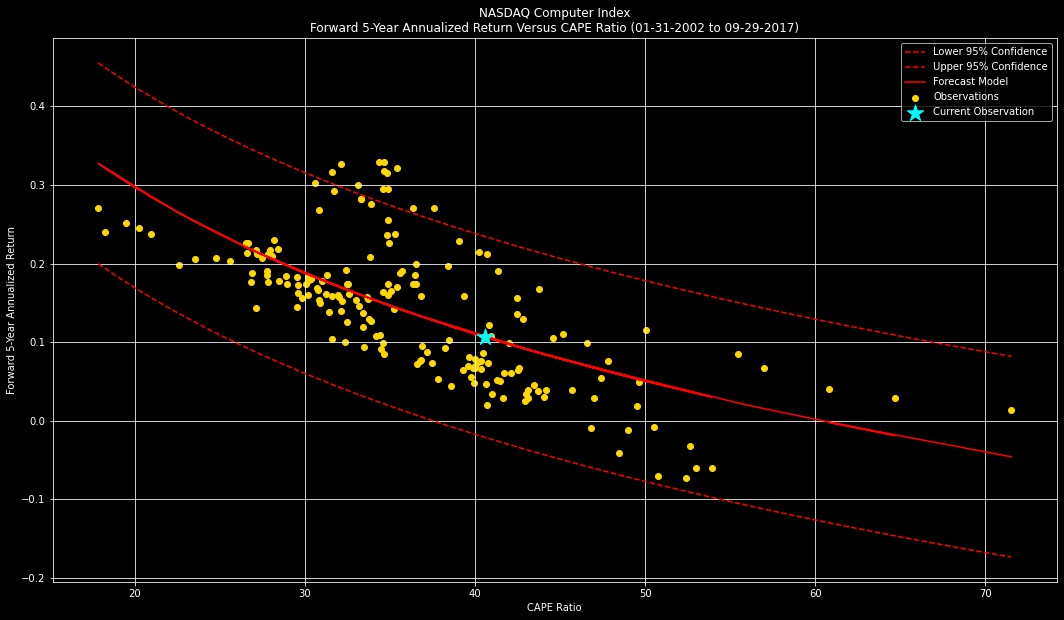 NASDAQ Computer Index
Forward 5-Year Annualized Return Versus CAPE Ratio (01-31-2002 to 09-29-2017)
Lower 95% Confidence
Upper 95% Confidence
Forecast Model
Observations
Current Observation
Forward 5-Year Annualized Return
0.4
0.3
0.2
0.1
0.0
−0.1
−0.2
20 30 40 50 60 70
CAPE Ratio